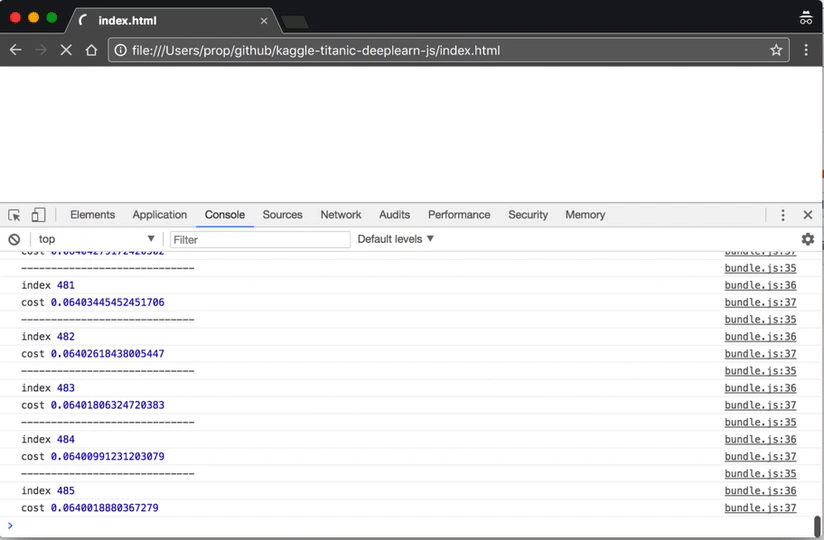 index.html
file:///Users/prop/github/kaggle-titanic-deeplearn-js/index.html
Elements Application Console Sources Network Audits Performance Security Memory
top Filter Default levels
bundle.js:37
------------------------------ bundle.js:35
index 481 bundle.js:36
cost 0.06403445452451706 bundle.js:37
------------------------------ bundle.js:35
index 482 bundle.js:36
cost 0.06402618438005447 bundle.js:37
------------------------------ bundle.js:35
index 483 bundle.js:36
cost 0.06401806324720383 bundle.js:37
------------------------------ bundle.js:35
index 484 bundle.js:36
cost 0.06400991231203079 bundle.js:37
------------------------------ bundle.js:35
index 485 bundle.js:36
cost 0.0640018880367279 bundle.js:37
>